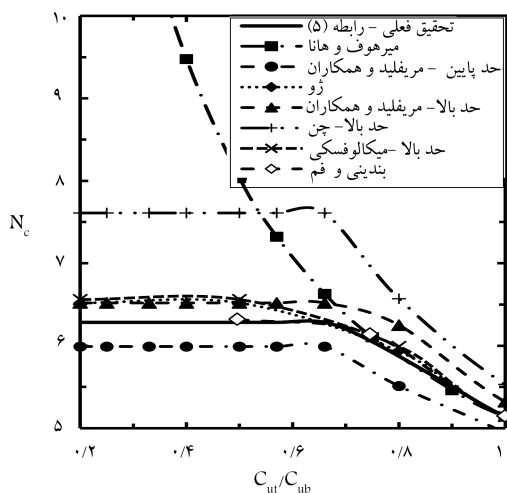 ۱۰
۹
۸
N_c
۷
۶
۵
تحقیق فعلی - رابطه (۵)
میرهوف و هانا
حد پایین - مریفلید و همکاران
ژو
حد بالا- مریفلید و همکاران
حد بالا- چن
حد بالا -میکالوفسکی
بندینی و فم
۰/۲ ۰/۴ ۰/۶ ۰/۸ ۱
C_ut/C_ub